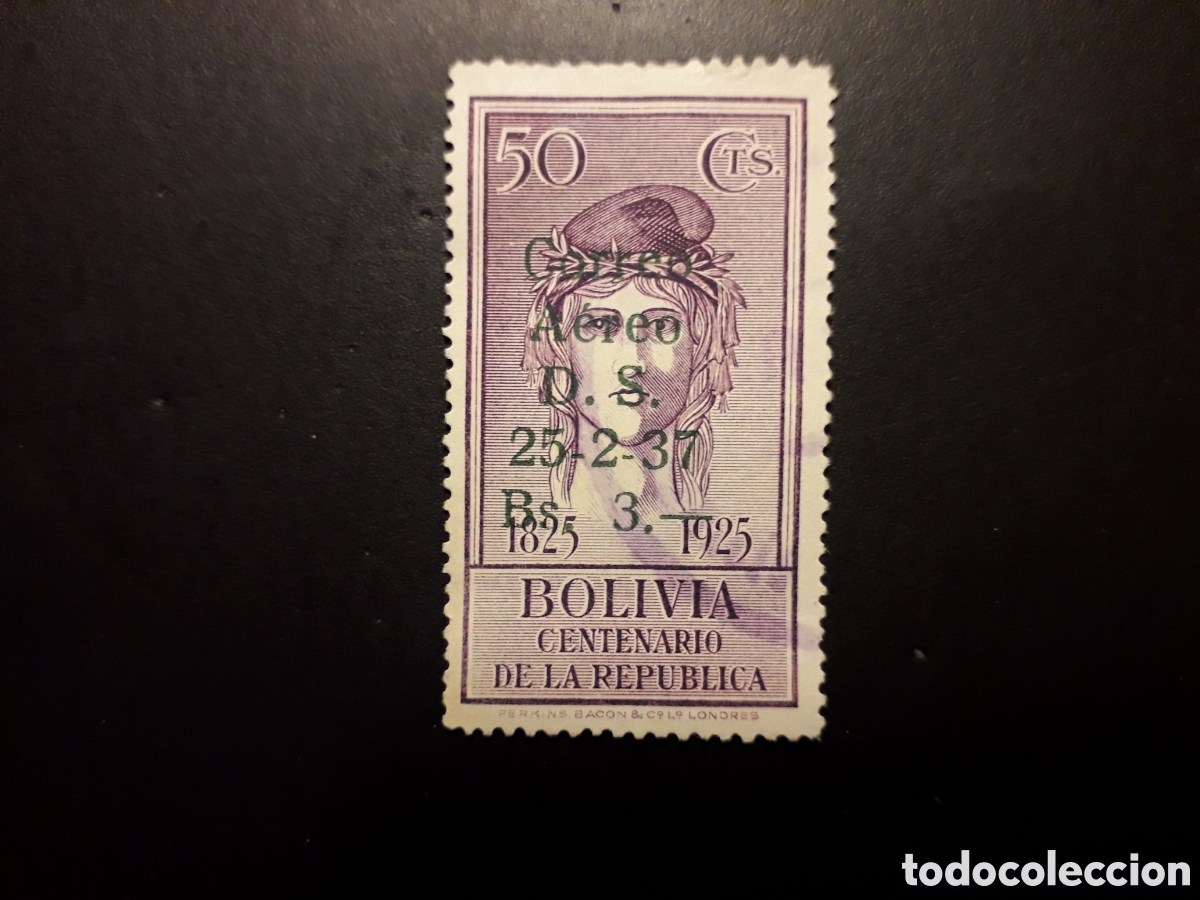 50 CTS.
Correo
Aéreo
D. S.
25-2-37
Bs. 3.—
1825 1925
BOLIVIA
CENTENARIO
DE LA REPUBLICA
PERKINS, BACON & Cº Lº LONDRES
todocoleccion